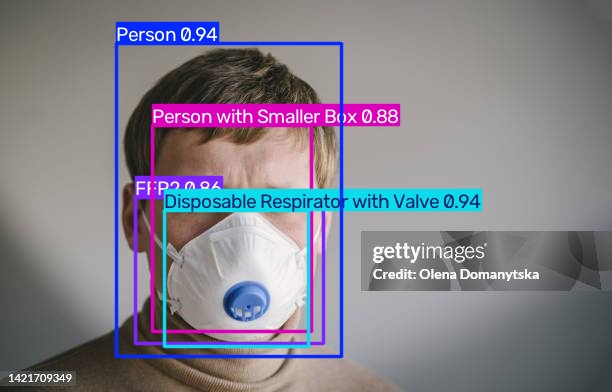 Person 0.94
Person with Smaller Box 0.88
FFP2 0.86
Disposable Respirator with Valve 0.94
gettyimages®
Credit: Olena Domanytska
1421709349